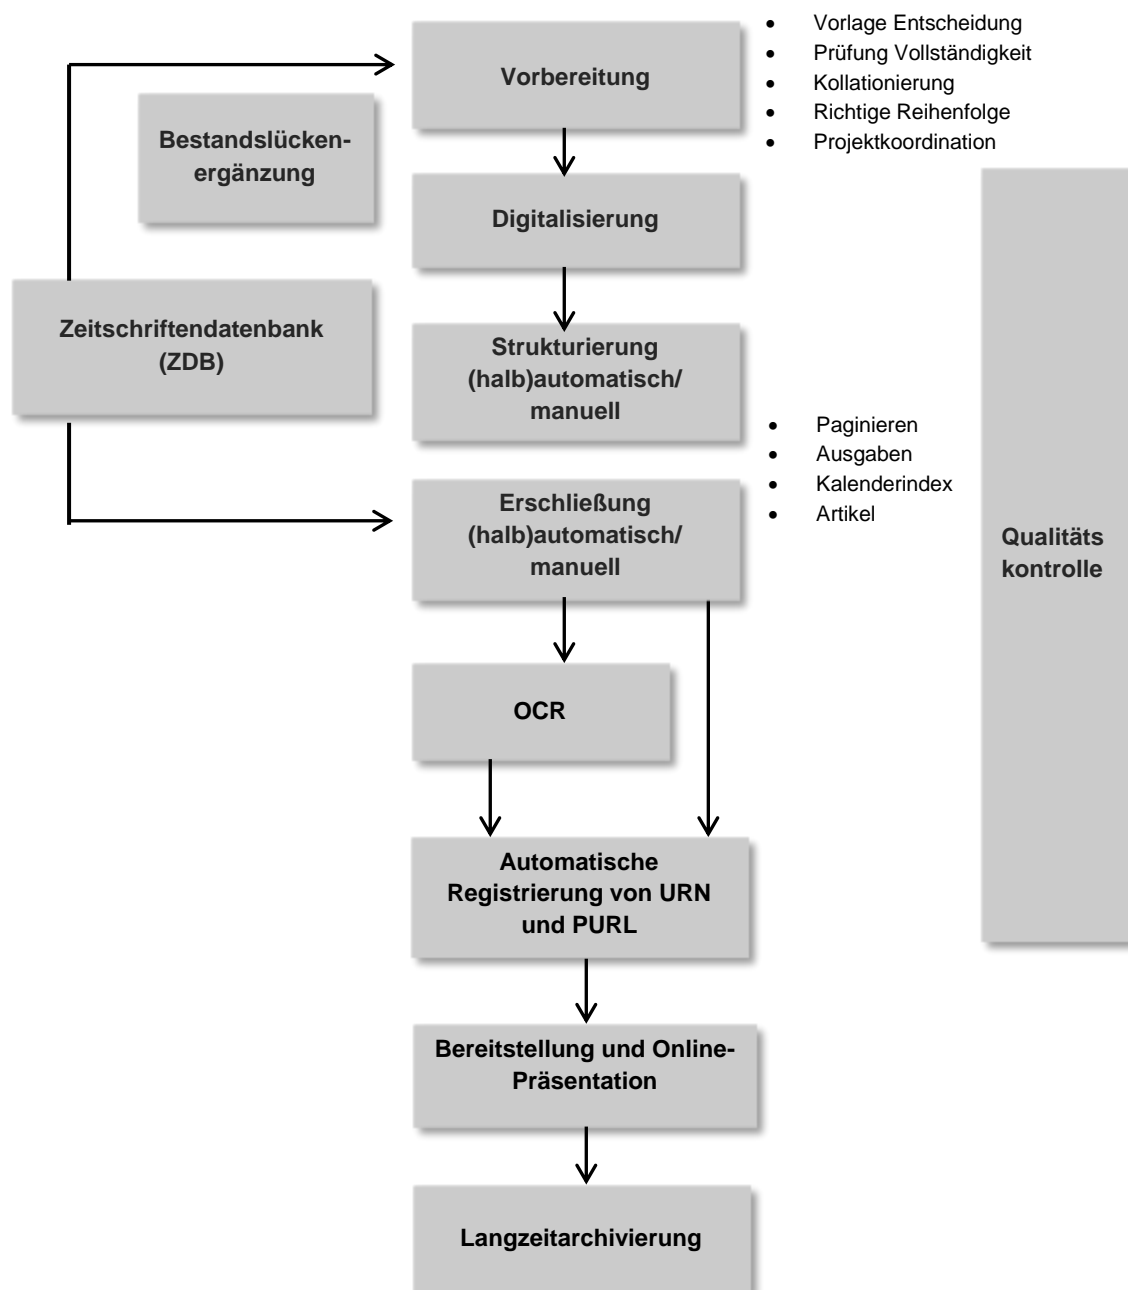 Vorbereitung
• Vorlage Entscheidung
• Prüfung Vollständigkeit
• Kollationierung
• Richtige Reihenfolge
• Projektkoordination
Bestandslücken-
ergänzung
Digitalisierung
Zeitschriftendatenbank
(ZDB)
Strukturierung
(halb)automatisch/
manuell
• Paginieren
• Ausgaben
• Kalenderindex
• Artikel
Erschließung
(halb)automatisch/
manuell
Qualitäts
kontrolle
OCR
Automatische
Registrierung von URN
und PURL
Bereitstellung und Online-
Präsentation
Langzeitarchivierung